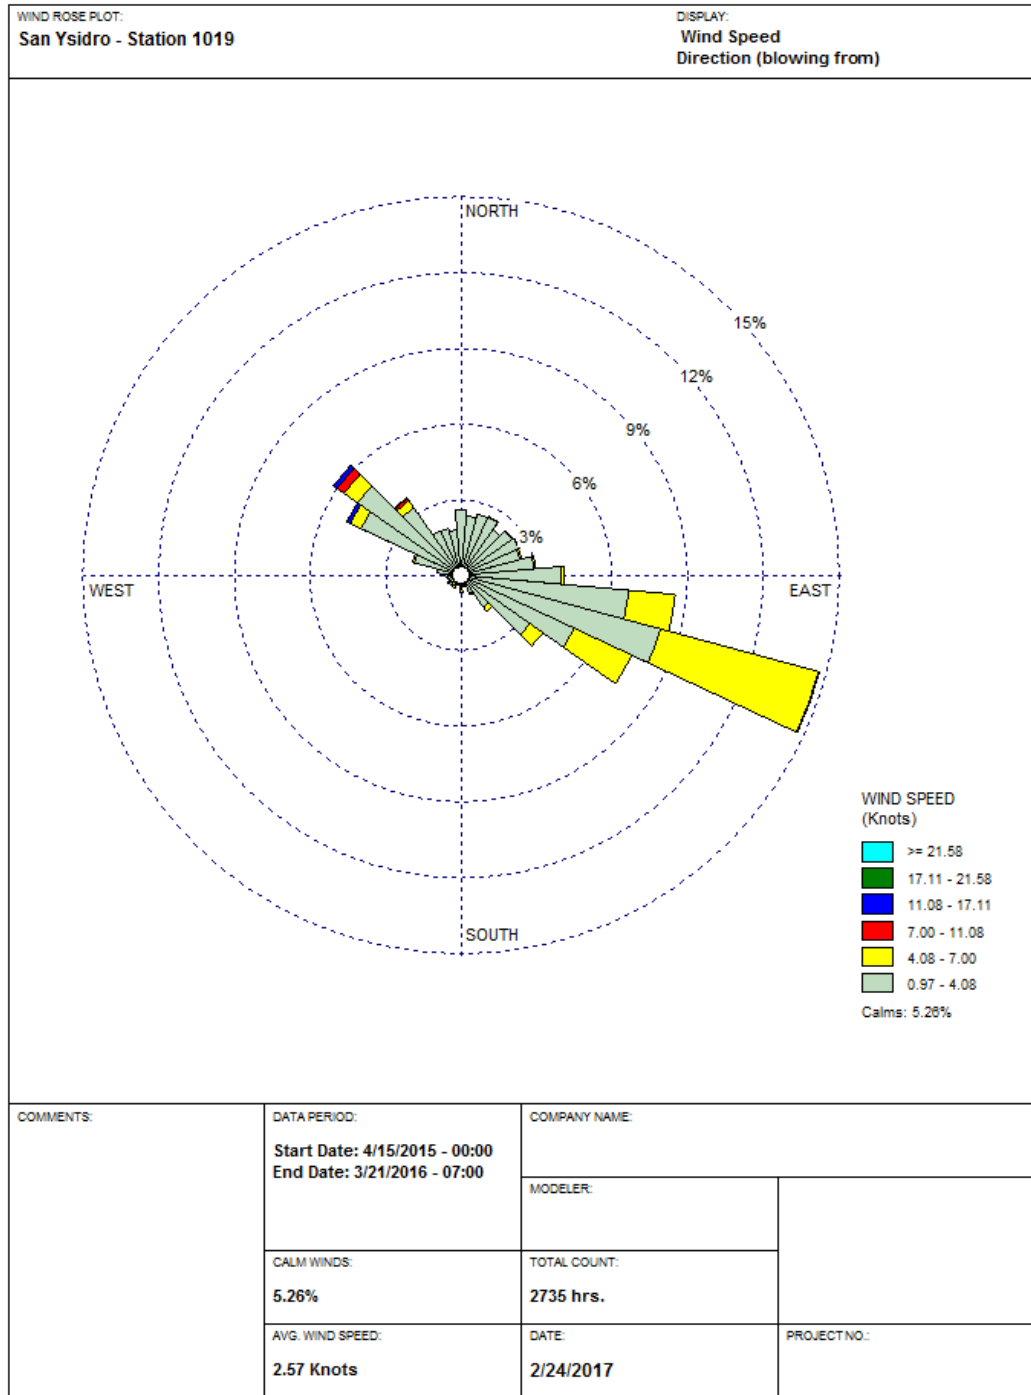 WIND ROSE PLOT:
San Ysidro - Station 1019
DISPLAY:
Wind Speed
Direction (blowing from)
NORTH
15%
12%
9%
6%
3%
WEST
EAST
SOUTH
WIND SPEED
(Knots)
>= 21.58
17.11 - 21.58
11.08 - 17.11
7.00 - 11.08
4.08 - 7.00
0.97 - 4.08
Calms: 5.26%
COMMENTS:
DATA PERIOD:
Start Date: 4/15/2015 - 00:00
End Date: 3/21/2016 - 07:00
COMPANY NAME:
MODELER:
CALM WINDS:
5.26%
TOTAL COUNT:
2735 hrs.
AVG. WIND SPEED:
2.57 Knots
DATE:
2/24/2017
PROJECT NO.: